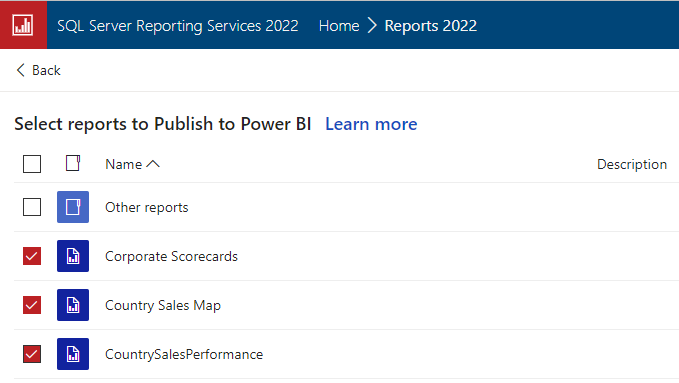 SQL Server Reporting Services 2022 Home Reports 2022
Back
Select reports to Publish to Power BI Learn more
Name Description
Other reports
Corporate Scorecards
Country Sales Map
CountrySalesPerformance